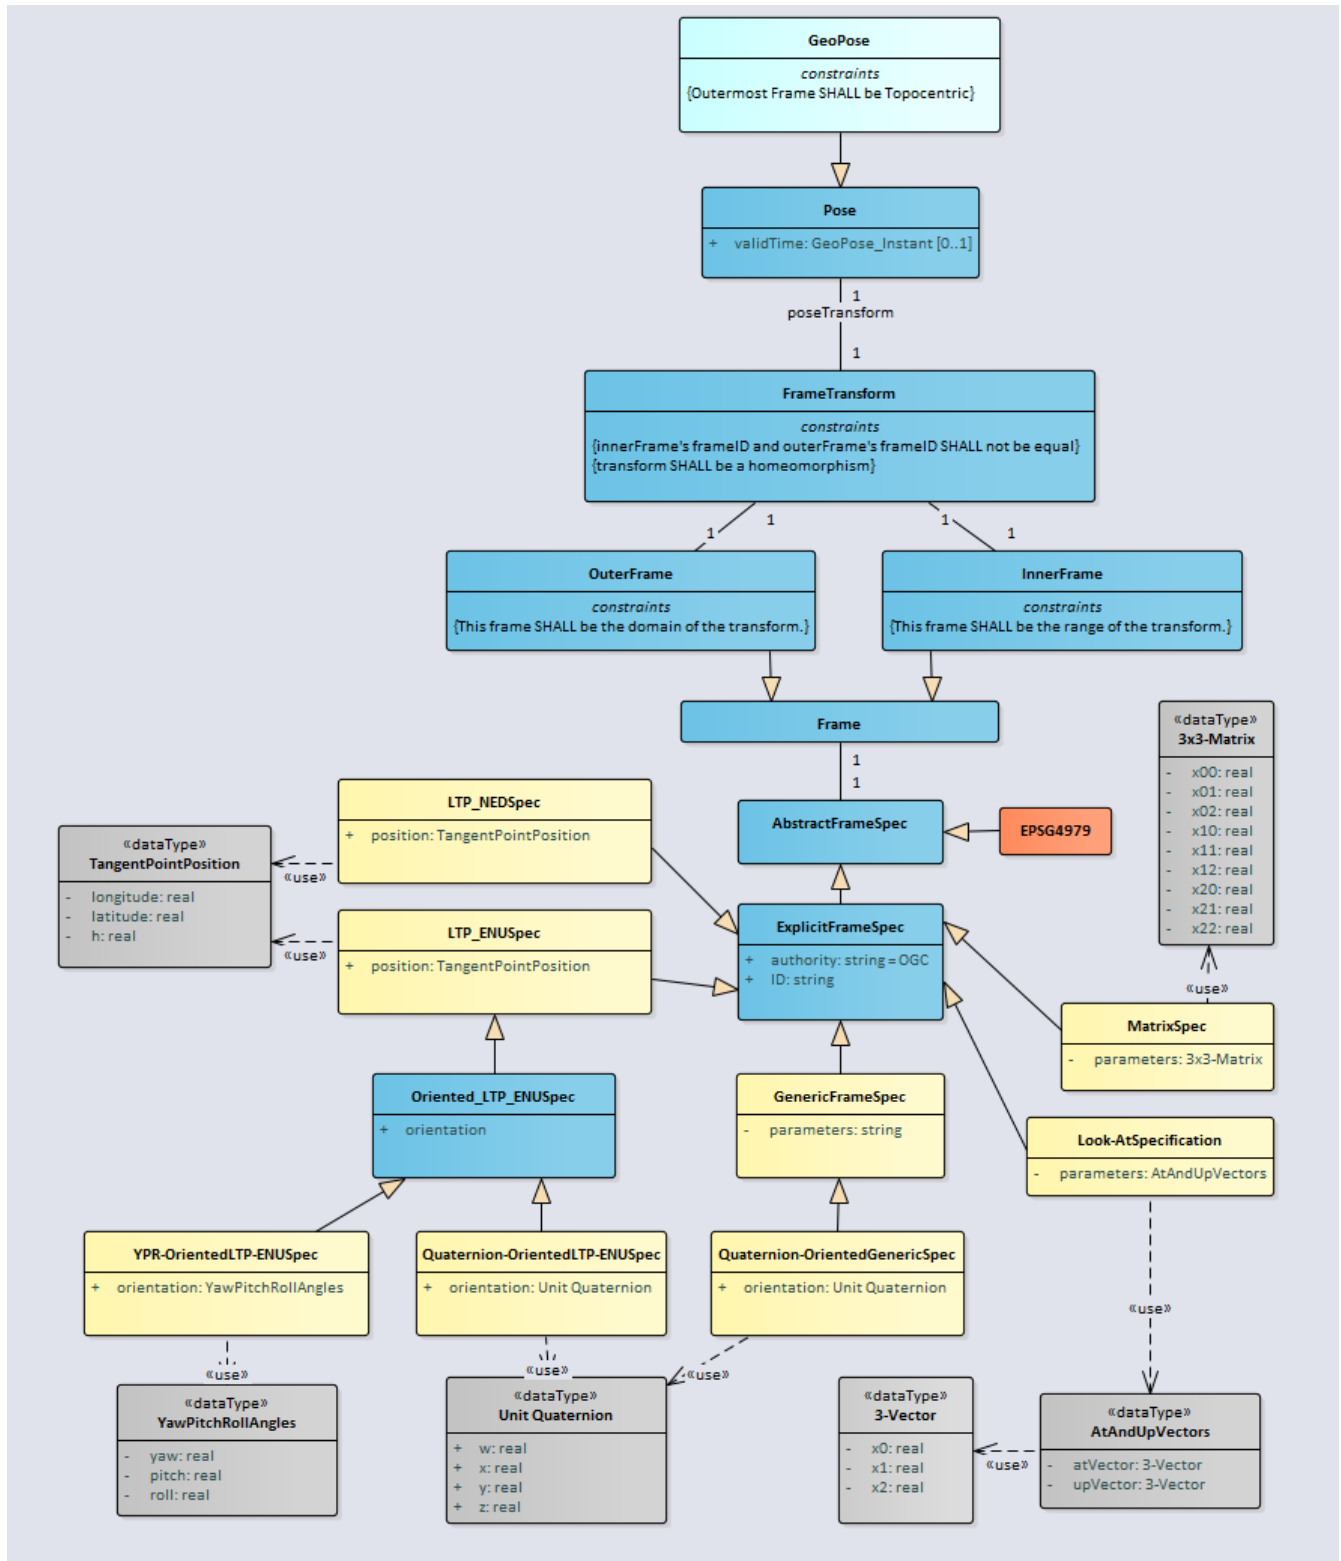 GeoPose
constraints
{Outermost Frame SHALL be Topocentric}
Pose
+ validTime: GeoPose_Instant [0..1]
1
poseTransform
1
FrameTransform
constraints
{innerFrame's frameID and outerFrame's frameID SHALL not be equal}
{transform SHALL be a homeomorphism}
1
1
1
1
OuterFrame
constraints
{This frame SHALL be the domain of the transform.}
InnerFrame
constraints
{This frame SHALL be the range of the transform.}
Frame
1
1
«dataType»
3x3-Matrix
- x00: real
- x01: real
- x02: real
- x10: real
- x11: real
- x12: real
- x20: real
- x21: real
- x22: real
LTP_NEDSpec
+ position: TangentPointPosition
AbstractFrameSpec
EPSG4979
«dataType»
TangentPointPosition
- longitude: real
- latitude: real
- h: real
«use»
«use»
LTP_ENUSpec
+ position: TangentPointPosition
ExplicitFrameSpec
+ authority: string = OGC
+ ID: string
«use»
MatrixSpec
- parameters: 3x3-Matrix
Oriented_LTP_ENUSpec
+ orientation
GenericFrameSpec
- parameters: string
Look-AtSpecification
- parameters: AtAndUpVectors
YPR-OrientedLTP-ENUSpec
+ orientation: YawPitchRollAngles
Quaternion-OrientedLTP-ENUSpec
+ orientation: Unit Quaternion
Quaternion-OrientedGenericSpec
+ orientation: Unit Quaternion
«use»
«use»
«use»
«use»
«dataType»
YawPitchRollAngles
- yaw: real
- pitch: real
- roll: real
«dataType»
Unit Quaternion
+ w: real
+ x: real
+ y: real
+ z: real
«dataType»
3-Vector
- x0: real
- x1: real
- x2: real
«use»
«dataType»
AtAndUpVectors
- atVector: 3-Vector
- upVector: 3-Vector